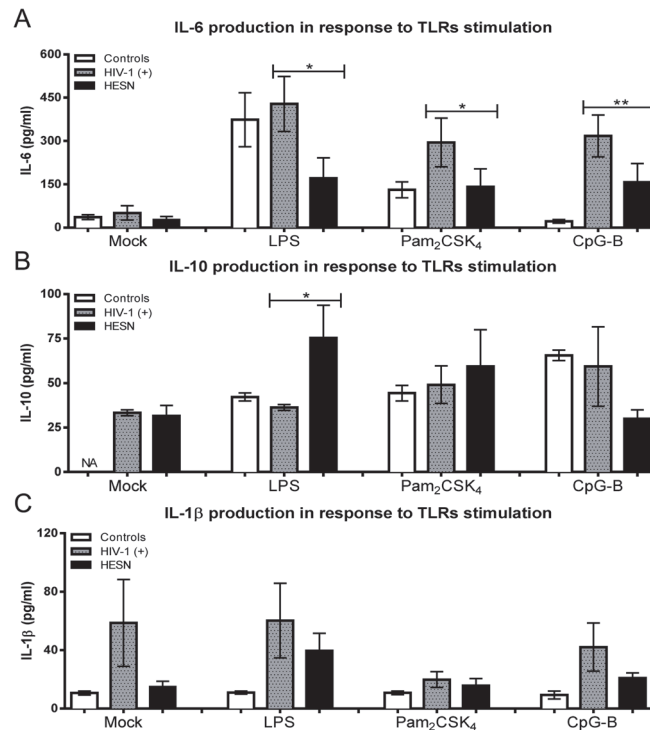 A
IL-6 production in response to TLRs stimulation
Controls
HIV-1 (+)
HESN
*
*
**
600
450
300
150
0
IL-6 (pg/ml)
Mock LPS Pam₂CSK₄ CpG-B
B
IL-10 production in response to TLRs stimulation
Controls
HIV-1 (+)
HESN
*
100
75
50
25
0
IL-10 (pg/ml)
NA
Mock LPS Pam₂CSK₄ CpG-B
C
IL-1β production in response to TLRs stimulation
Controls
HIV-1 (+)
HESN
120
80
40
0
IL-1β (pg/ml)
Mock LPS Pam₂CSK₄ CpG-B